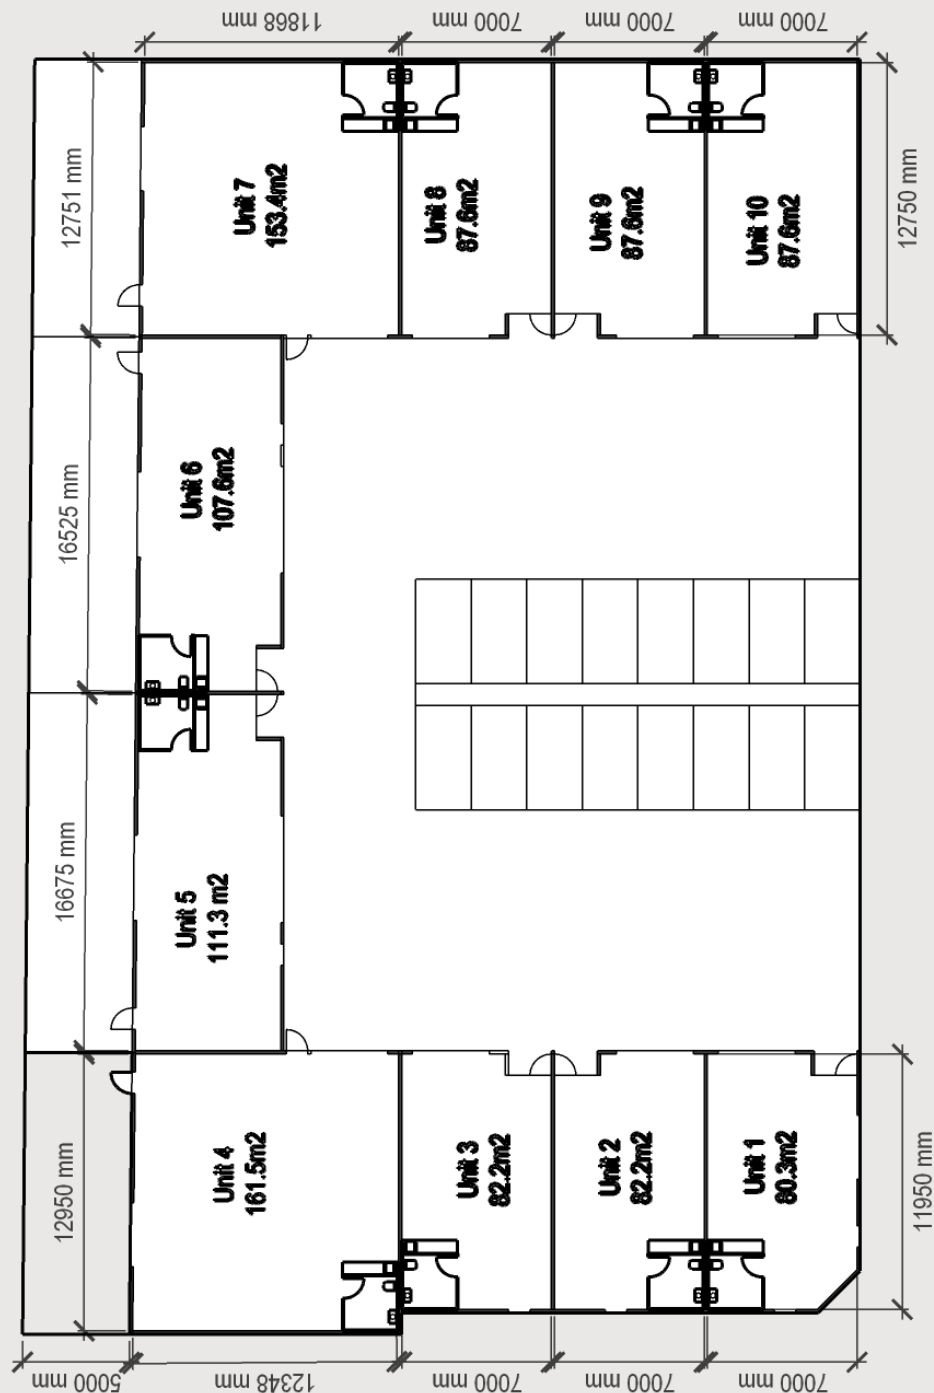 11868 mm
7000 mm
7000 mm
7000 mm
12751 mm
12750 mm
Unit 7
153.4m2
Unit 8
87.6m2
Unit 9
87.6m2
Unit 10
87.6m2
16525 mm
Unit 6
107.6m2
16675 mm
Unit 5
111.3 m2
12950 mm
Unit 4
161.5m2
Unit 3
82.2m2
Unit 2
82.2m2
Unit 1
80.3m2
11950 mm
5000 mm
12348 mm
7000 mm
7000 mm
7000 mm